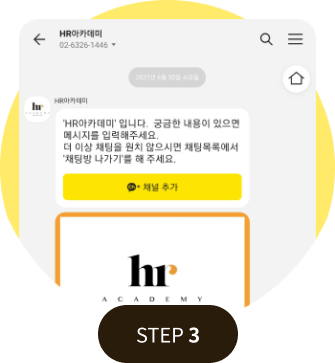 HR아카데미
02-6326-1446
2021년 6월 30일 수요일
HR아카데미
hr
'HR아카데미' 입니다. 궁금한 내용이 있으면
메시지를 입력해주세요.
더 이상 채팅을 원치 않으시면 채팅목록에서
'채팅방 나가기'를 해 주세요.
채널 추가
hr
ACADEMY
STEP 3